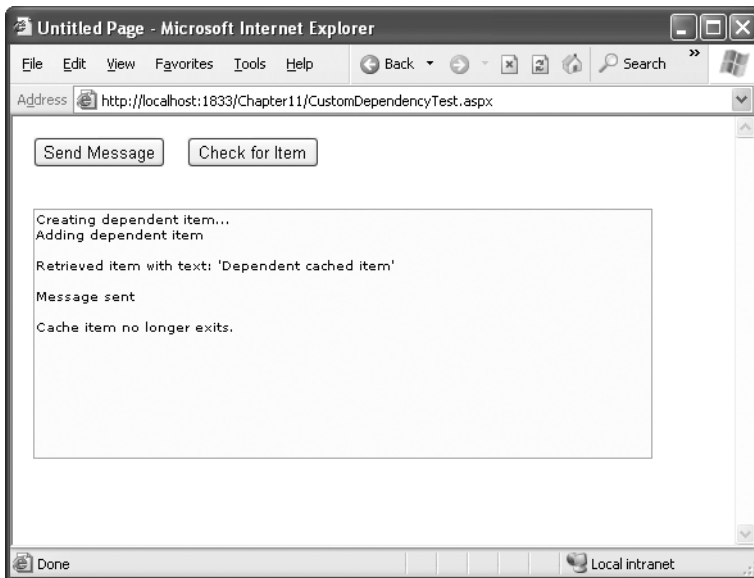 Untitled Page - Microsoft Internet Explorer
File Edit View Favorites Tools Help Back Search »
Address http://localhost:1833/Chapter11/CustomDependencyTest.aspx
Send Message Check for Item
Creating dependent item...
Adding dependent item
Retrieved item with text: 'Dependent cached item'
Message sent
Cache item no longer exits.
Done Local intranet